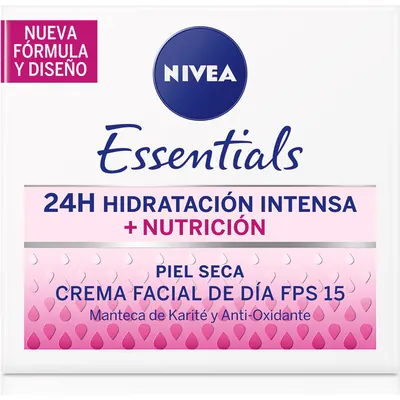 NUEVA
FÓRMULA
Y DISEÑO
NIVEA
Essentials
24H HIDRATACIÓN INTENSA
+ NUTRICIÓN
PIEL SECA
CREMA FACIAL DE DÍA FPS 15
Manteca de Karité y Anti-Oxidante